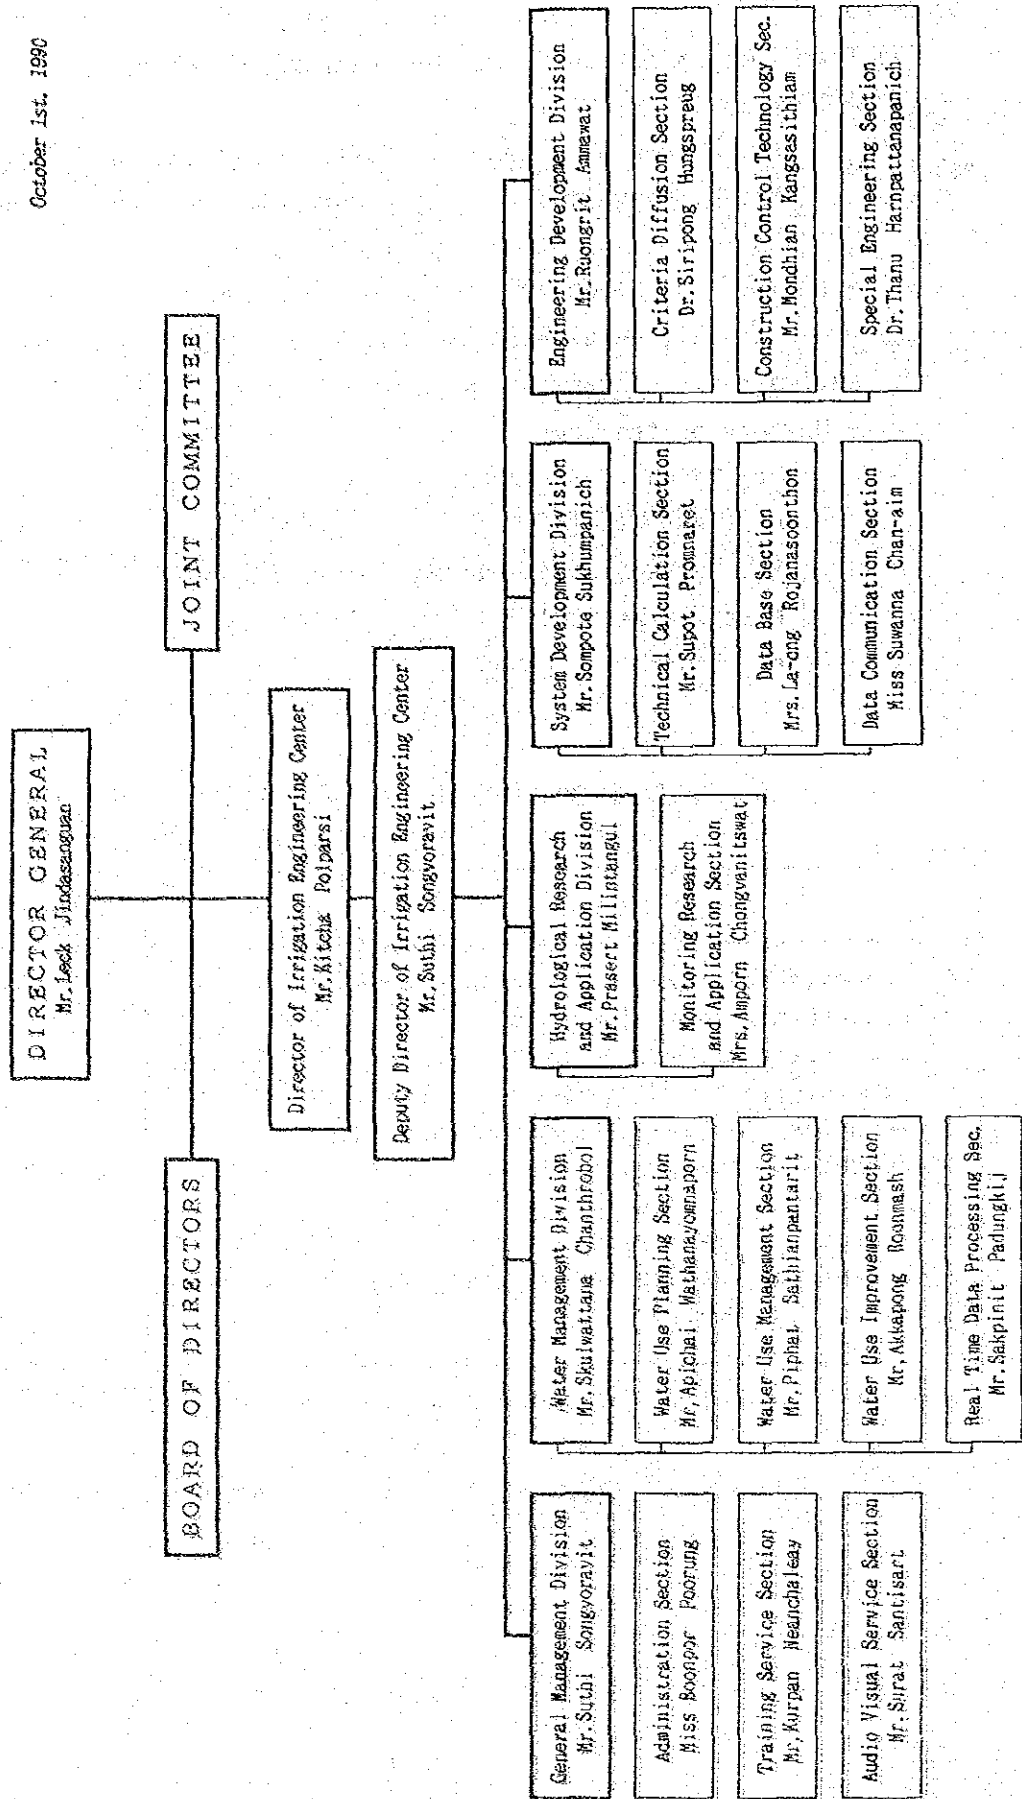 October 1st. 1990
DIRECTOR GENERAL
Mr.Leck Jindasanguan
BOARD OF DIRECTORS
JOINT COMMITTEE
Director of Irrigation Engineering Center
Mr.Kitcha Polparsi
Deputy Director of Irrigation Engineering Center
Mr.Suthi Songvoravit
General Management Division
Mr.Suthi Songvoravit
Administration Section
Miss Boonpor Poorung
Training Service Section
Mr.Kurpan Neanchaleay
Audio Visual Service Section
Mr.Surat Santisart
Water Management Division
Mr.Skulwattana Chanthrobol
Water Use Planning Section
Mr.Apichai Wathanayomnaporn
Water Use Management Section
Mr.Piphat Sathianpantarit
Water Use Improvement Section
Mr.Akkapong Boonmash
Real Time Data Processing Sec.
Mr.Sakpinit Padungkij
Hydrological Research
and Application Division
Mr.Prasert Milintangul
Monitoring Research
and Application Section
Mrs.Amporn Chongvanitswat
System Development Division
Mr.Sompote Sukhumpanich
Technical Calculation Section
Mr.Supot Promnaret
Data Base Section
Mrs.La-ong Rojanasoonthon
Data Communication Section
Miss Suwanna Chan-aim
Engineering Development Division
Mr.Ruongrit Ammawat
Criteria Diffusion Section
Dr.Siripong Hungspreug
Construction Control Technology Sec.
Mr.Mondhian Kangsasithiam
Special Engineering Section
Dr.Thanu Harnpattanapanich